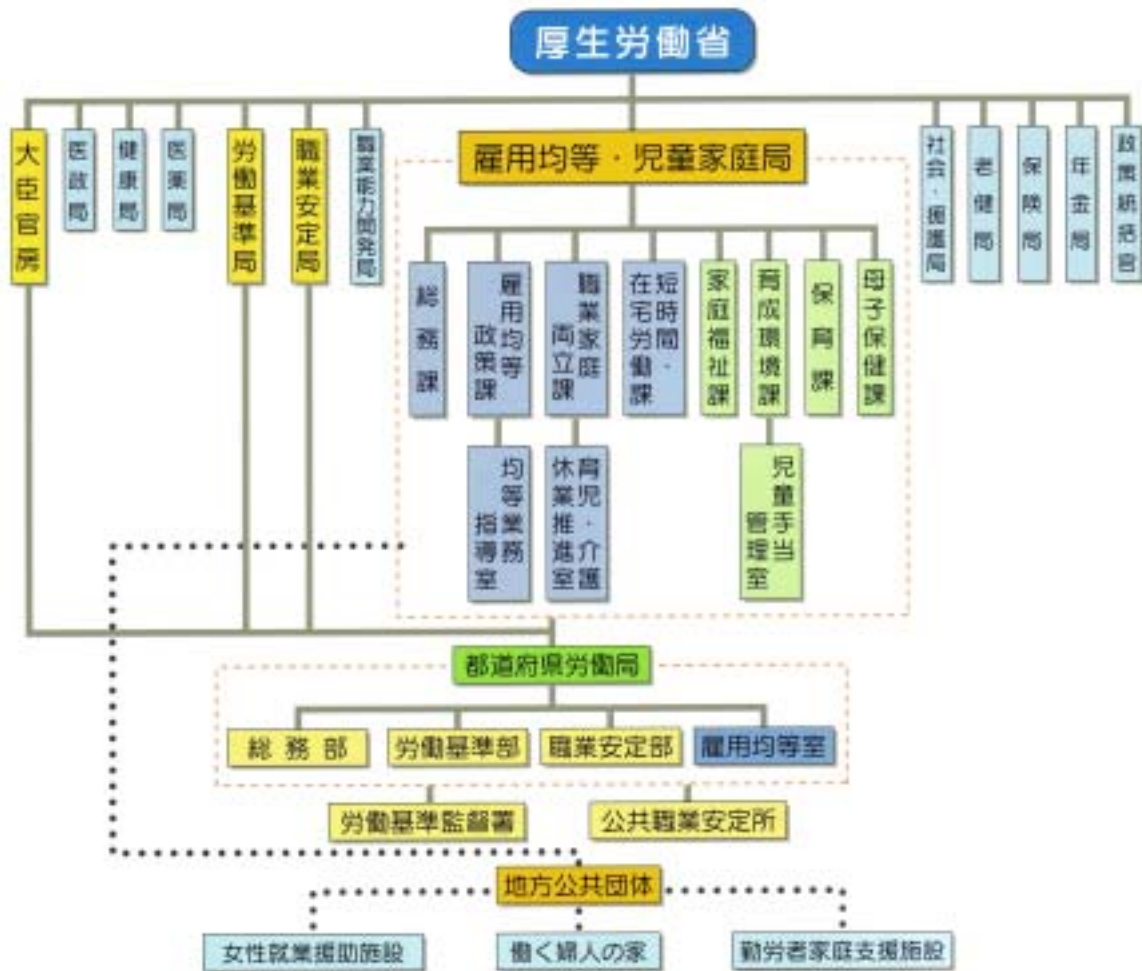 厚生労働省
大臣官房
医政局
健康局
医薬局
労働基準局
職業安定局
職業能力開発局
雇用均等・児童家庭局
社会・援護局
老健局
保険局
年金局
政策統括官
総務課
雇用均等
政策課
職業家庭
両立課
短時間・
在宅労働課
家庭福祉課
育成環境課
保育課
母子保健課
均等業務
指導室
育児・介護
休業推進室
児童手当
管理室
都道府県労働局
総務部
労働基準部
職業安定部
雇用均等室
労働基準監督署
公共職業安定所
地方公共団体
女性就業援助施設
働く婦人の家
勤労者家庭支援施設